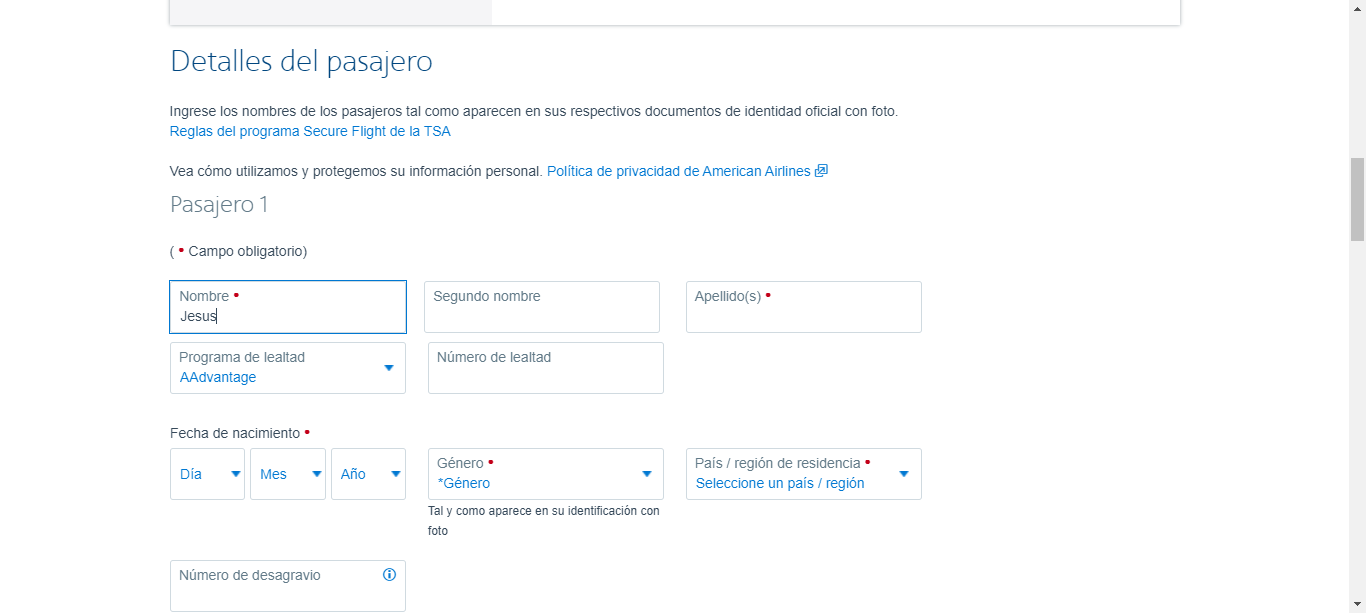 Detalles del pasajero
Ingrese los nombres de los pasajeros tal como aparecen en sus respectivos documentos de identidad oficial con foto.
Reglas del programa Secure Flight de la TSA
Vea cómo utilizamos y protegemos su información personal. Política de privacidad de American Airlines
Pasajero 1
( • Campo obligatorio)
Nombre •
Jesus
Segundo nombre
Apellido(s) •
Programa de lealtad
AAdvantage
Número de lealtad
Fecha de nacimiento •
Día
Mes
Año
Género •
*Género
Tal y como aparece en su identificación con
foto
País / región de residencia •
Seleccione un país / región
Número de desagravio